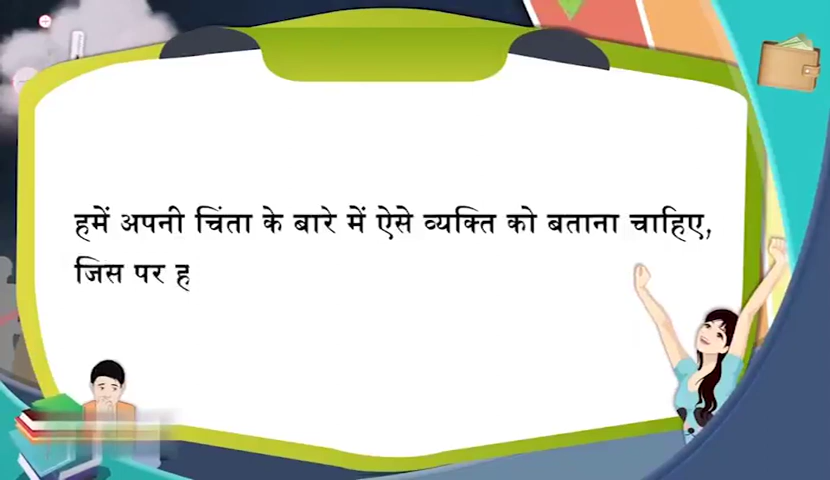 हमें अपनी चिंता के बारे में ऐसे व्यक्ति को बताना चाहिए,
जिस पर ह